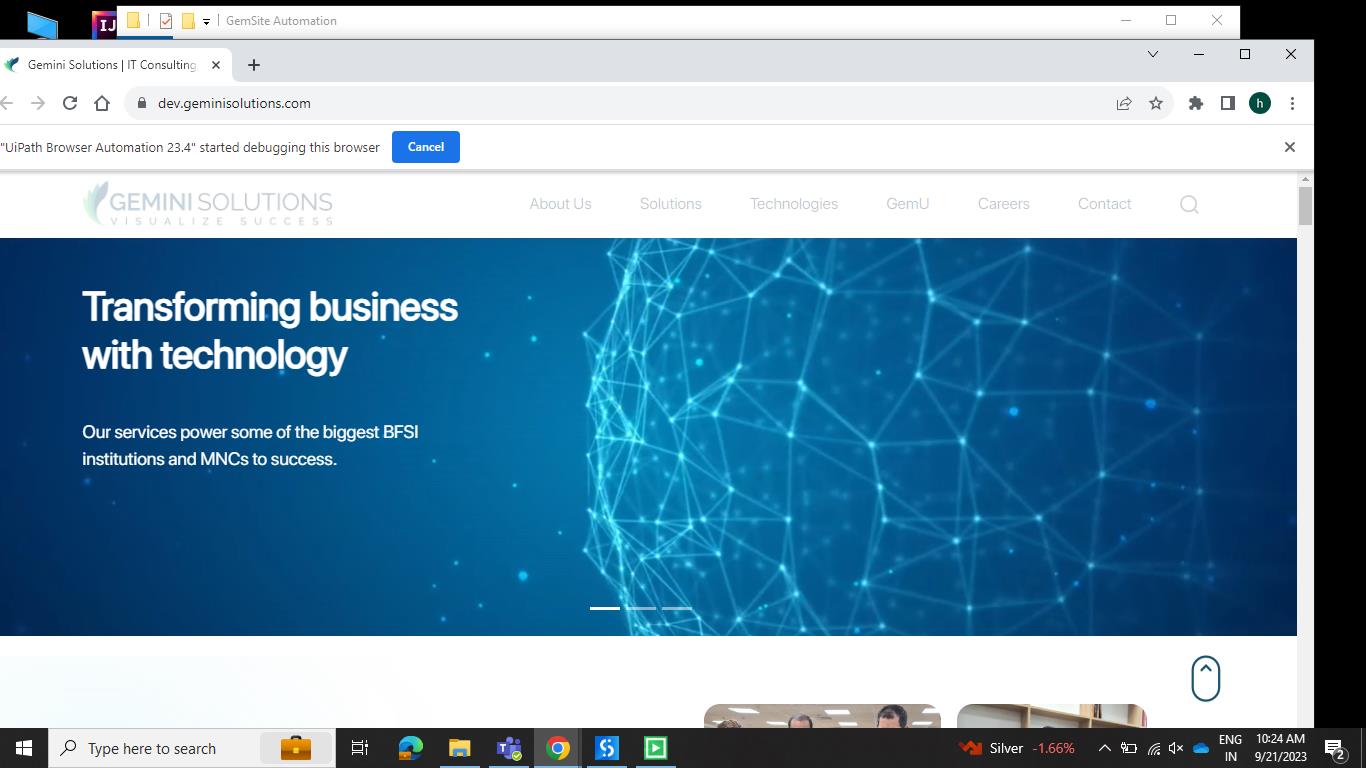 IJ
GemSite Automation
Gemini Solutions | IT Consulting
dev.geminisolutions.com
h
"UiPath Browser Automation 23.4" started debugging this browser
Cancel
GEMINI SOLUTIONS
VISUALIZE SUCCESS
About Us
Solutions
Technologies
GemU
Careers
Contact
Transforming business
with technology
Our services power some of the biggest BFSI
institutions and MNCs to success.
Type here to search
Silver -1.66%
ENG
IN
10:24 AM
9/21/2023
2